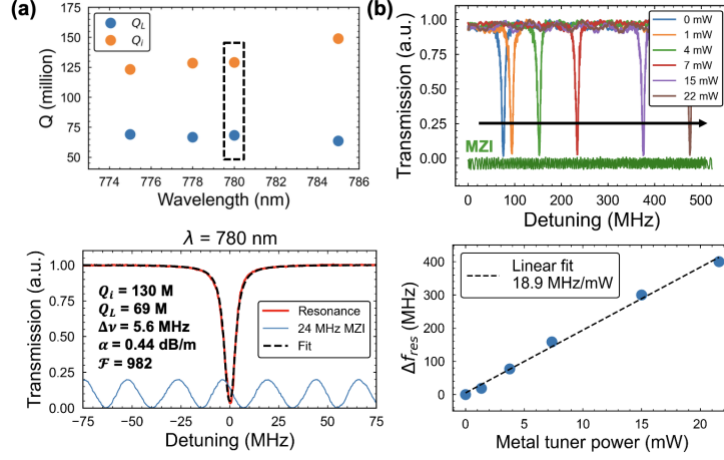 (a)
Q_L
Q_i
Q (million)
175
150
125
100
75
50
774 776 778 780 782 784 786
Wavelength (nm)
(b)
Transmission (a.u.)
1.00
0.75
0.50
0.25
0.00
0 mW
1 mW
4 mW
7 mW
15 mW
22 mW
MZI
0 100 200 300 400 500
Detuning (MHz)
λ = 780 nm
Transmission (a.u.)
1.00
0.75
0.50
0.25
0.00
Q_i = 130 M
Q_L = 69 M
Δν = 5.6 MHz
α = 0.44 dB/m
ℱ = 982
Resonance
24 MHz MZI
Fit
−75 −50 −25 0 25 50 75
Detuning (MHz)
Δf_res
400
300
200
100
0
Linear fit
18.9 MHz/mW
0 5 10 15 20
Metal tuner power (mW)